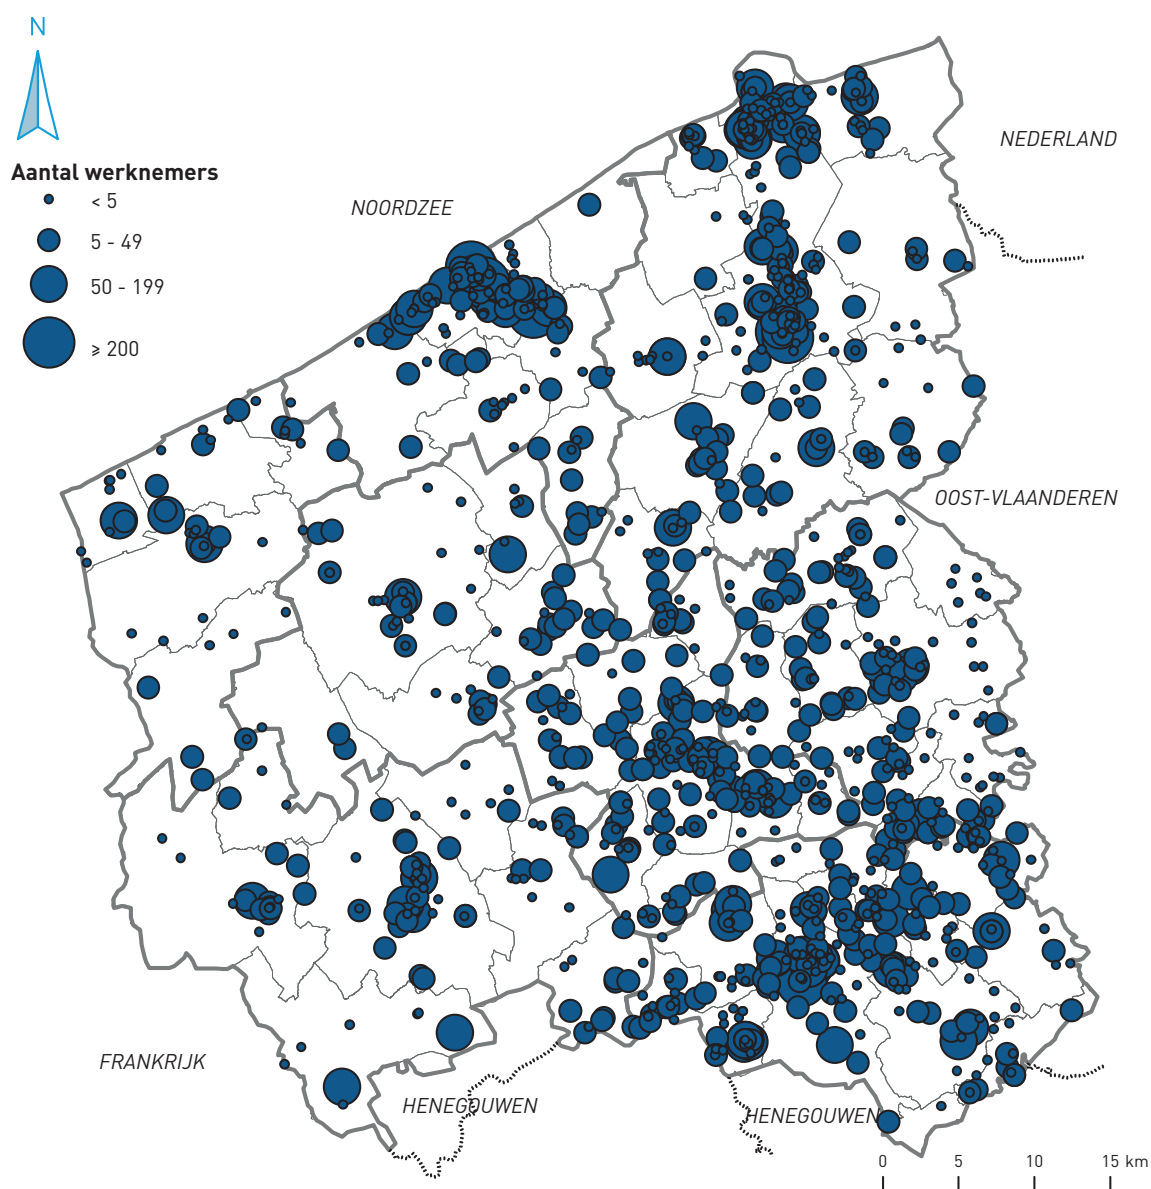 N
Aantal werknemers
< 5
5 - 49
50 - 199
⩾ 200
NOORDZEE
NEDERLAND
OOST-VLAANDEREN
FRANKRIJK
HENEGOUWEN
HENEGOUWEN
0 5 10 15 km